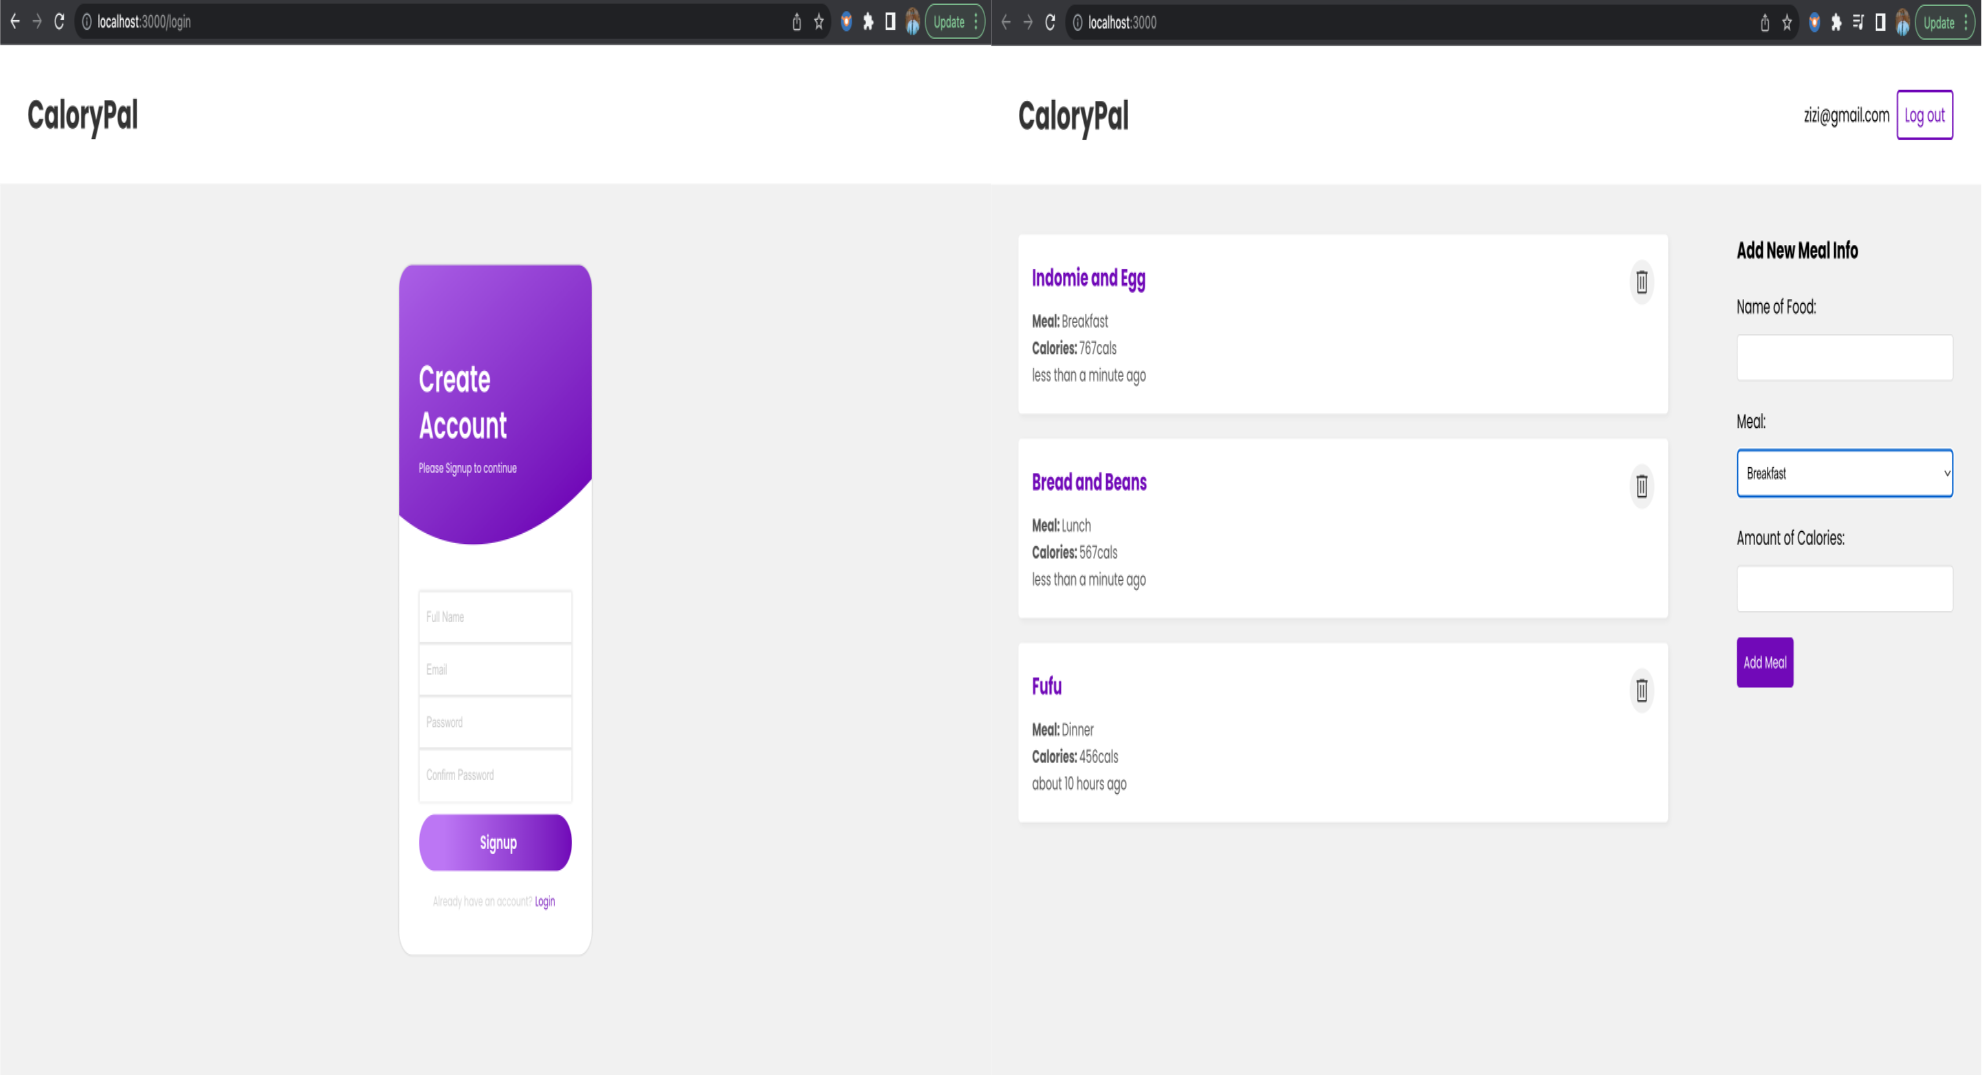 localhost:3000/login
Update
CaloryPal
Create
Account
Please Signup to continue
Full Name
Email
Password
Confirm Password
Signup
Already have an account? Login
localhost:3000
Update
CaloryPal
zizi@gmail.com Log out
Indomie and Egg
Meal: Breakfast
Calories: 767cals
less than a minute ago
Bread and Beans
Meal: Lunch
Calories: 567cals
less than a minute ago
Fufu
Meal: Dinner
Calories: 456cals
about 10 hours ago
Add New Meal Info
Name of Food:
Meal:
Breakfast
Amount of Calories:
Add Meal